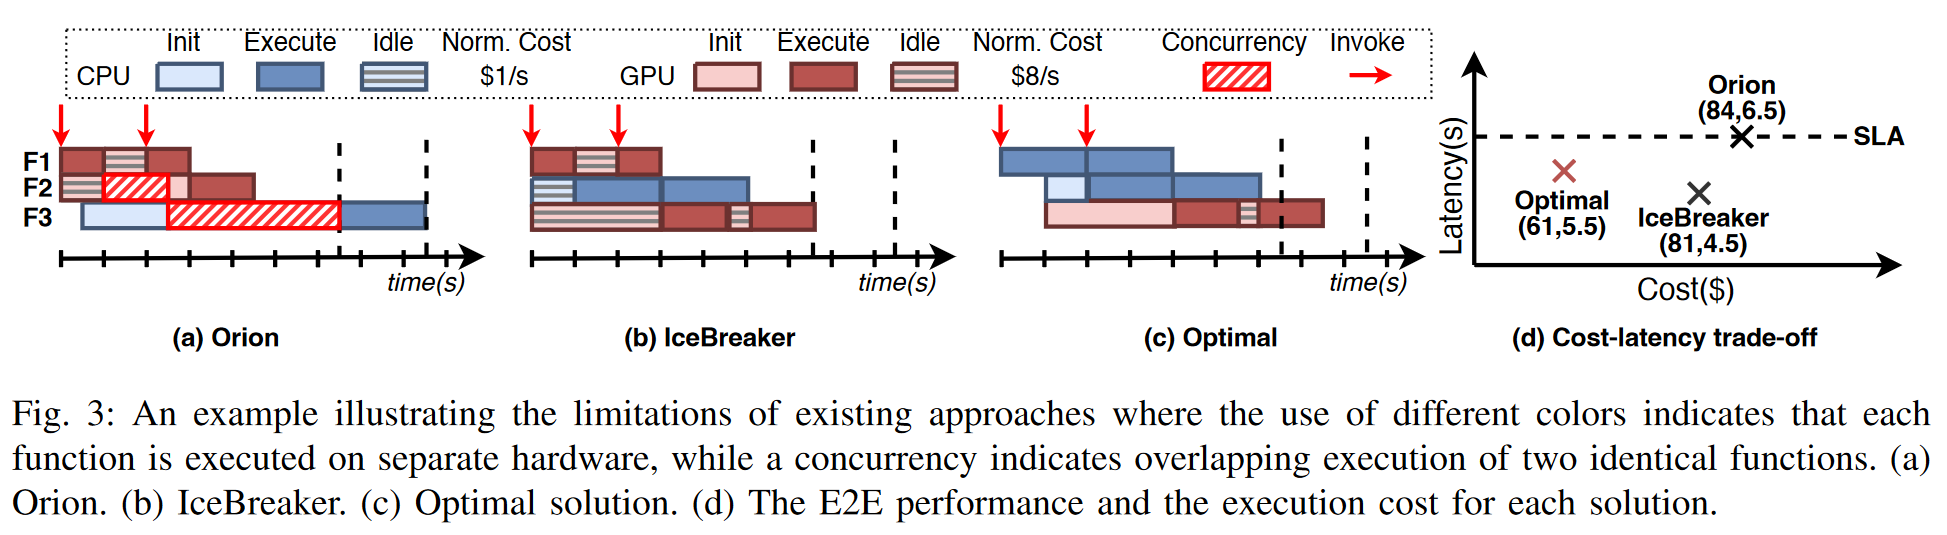 Init Execute Idle Norm. Cost Init Execute Idle Norm. Cost Concurrency Invoke
CPU $1/s GPU $8/s
F1
F2
F3
time(s)
(a) Orion
time(s)
(b) IceBreaker
time(s)
(c) Optimal
Latency(s)
Orion
(84,6.5)
SLA
Optimal
(61,5.5)
IceBreaker
(81,4.5)
Cost($)
(d) Cost-latency trade-off
Fig. 3: An example illustrating the limitations of existing approaches where the use of different colors indicates that each
function is executed on separate hardware, while a concurrency indicates overlapping execution of two identical functions. (a)
Orion. (b) IceBreaker. (c) Optimal solution. (d) The E2E performance and the execution cost for each solution.